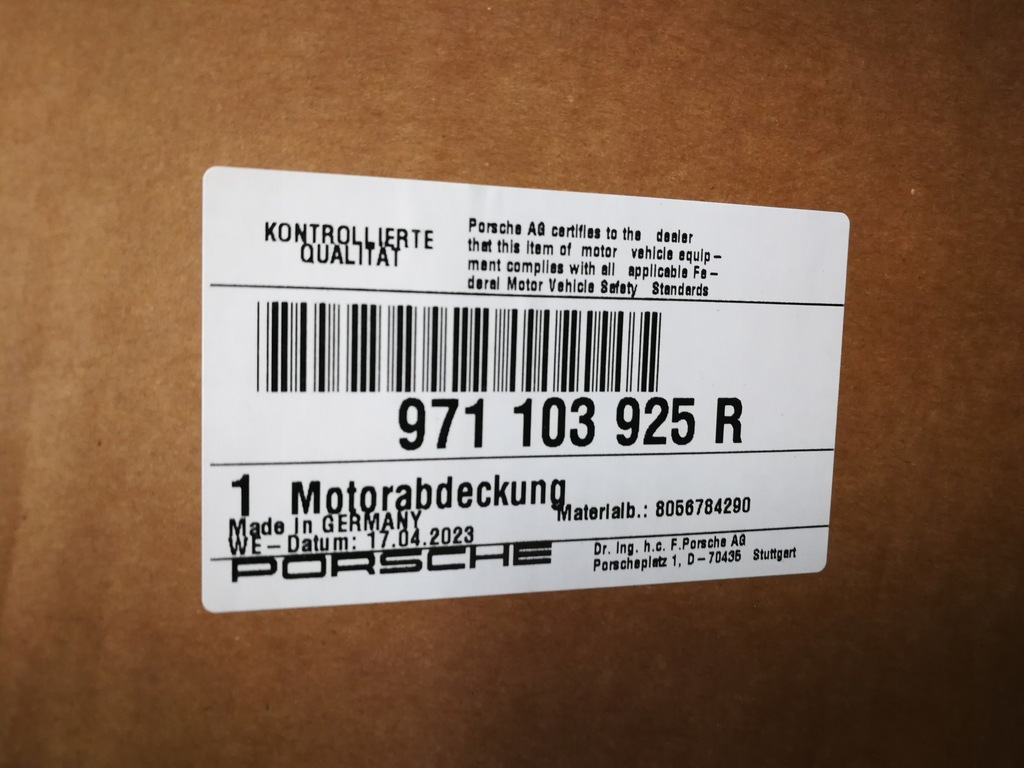 KONTROLLIERTE
QUALITÄT
Porsche AG certifies to the dealer
that this item of motor vehicle equip-
ment complies with all applicable Fe-
deral Motor Vehicle Safety Standards
971 103 925 R
1 Motorabdeckung
Materialb.: 8056784290
Made in GERMANY
WE-Datum: 17.04.2023
PORSCHE
Dr. Ing. h.c. F.Porsche AG
Porscheplatz 1, D-70435 Stuttgart